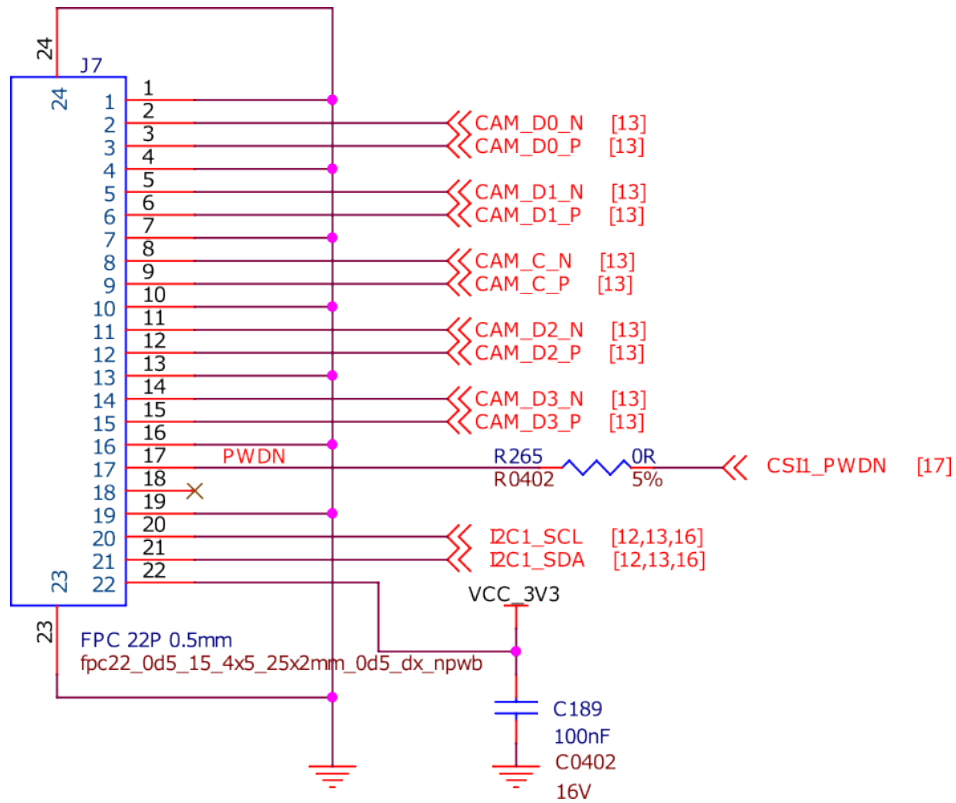 24
J7
24
1
1
2
2 CAM_D0_N [13]
3
3 CAM_D0_P [13]
4
4
5
5 CAM_D1_N [13]
6
6 CAM_D1_P [13]
7
7
8
8 CAM_C_N [13]
9
9 CAM_C_P [13]
10
10
11
11 CAM_D2_N [13]
12
12 CAM_D2_P [13]
13
13
14
14 CAM_D3_N [13]
15
15 CAM_D3_P [13]
16
16
17 PWDN R265 0R
17 CSI1_PWDN [17]
R0402 5%
18
18
19
19
20
20 I2C1_SCL [12,13,16]
21
21 I2C1_SDA [12,13,16]
22
22
23
VCC_3V3
23
FPC 22P 0.5mm
fpc22_0d5_15_4x5_25x2mm_0d5_dx_npwb
C189
100nF
C0402
16V